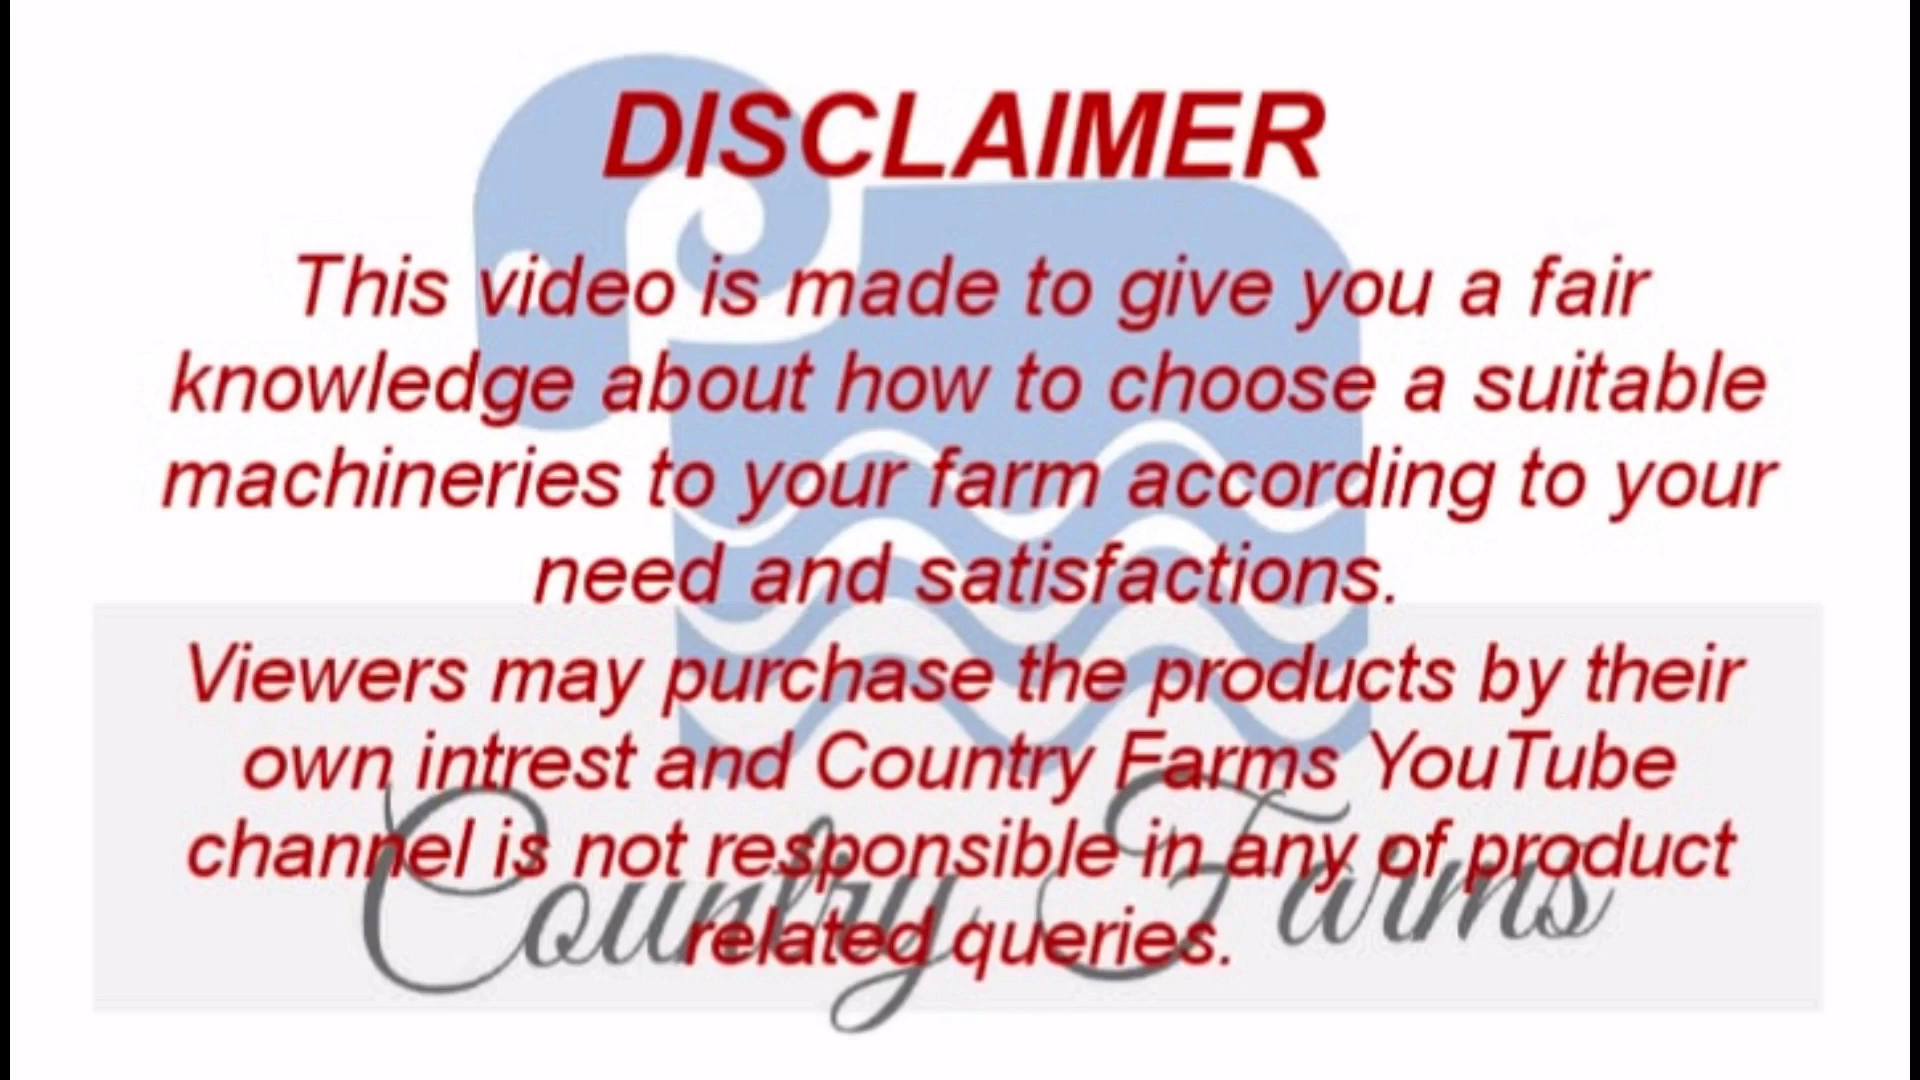 DISCLAIMER
This video is made to give you a fair
knowledge about how to choose a suitable
machineries to your farm according to your
need and satisfactions.
Viewers may purchase the products by their
own intrest and Country Farms YouTube
channel is not responsible in any of product
related queries.
Country Farms